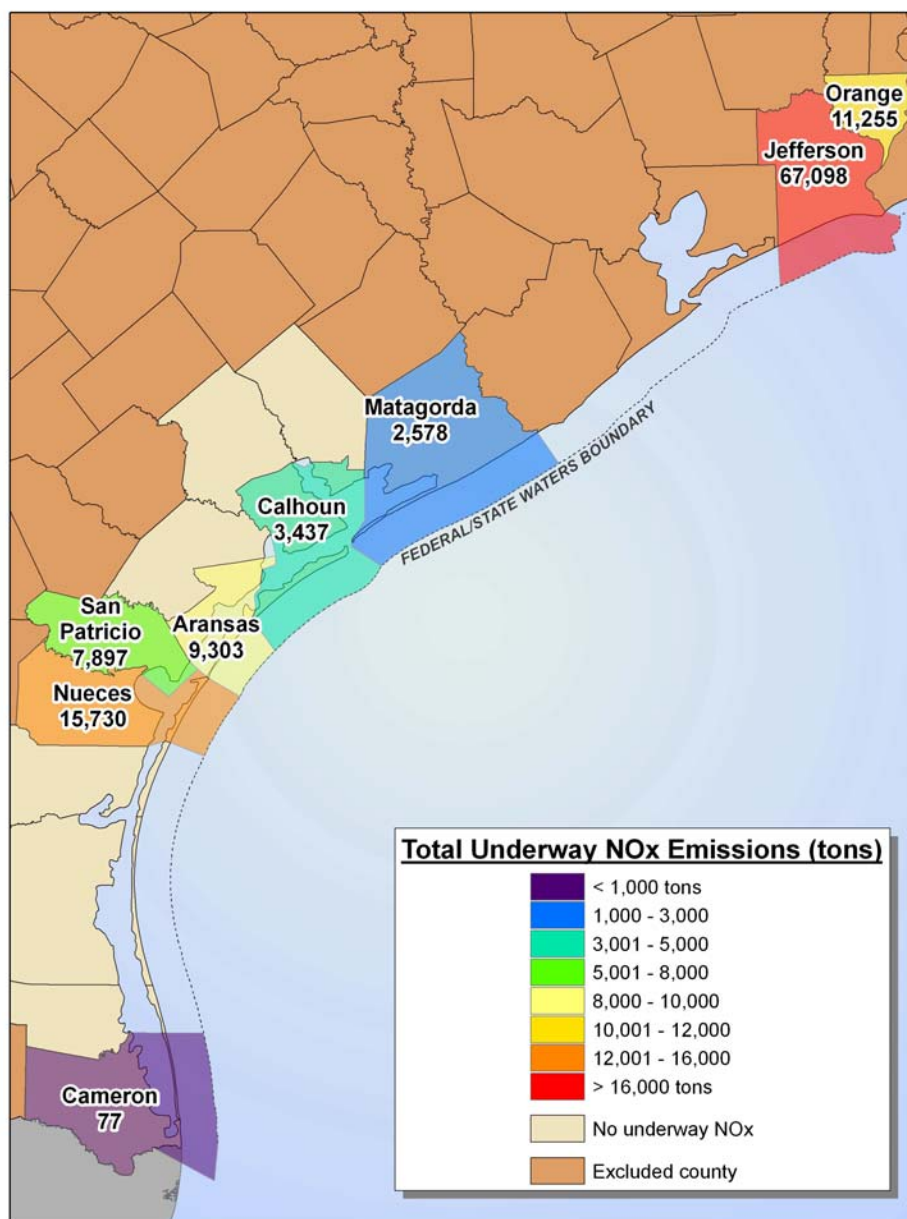 Orange
11,255
Jefferson
67,098
Matagorda
2,578
FEDERAL/STATE WATERS BOUNDARY
Calhoun
3,437
San
Patricio
7,897
Aransas
9,303
Nueces
15,730
Cameron
77
Total Underway NOx Emissions (tons)
< 1,000 tons
1,000 - 3,000
3,001 - 5,000
5,001 - 8,000
8,000 - 10,000
10,001 - 12,000
12,001 - 16,000
> 16,000 tons
No underway NOx
Excluded county